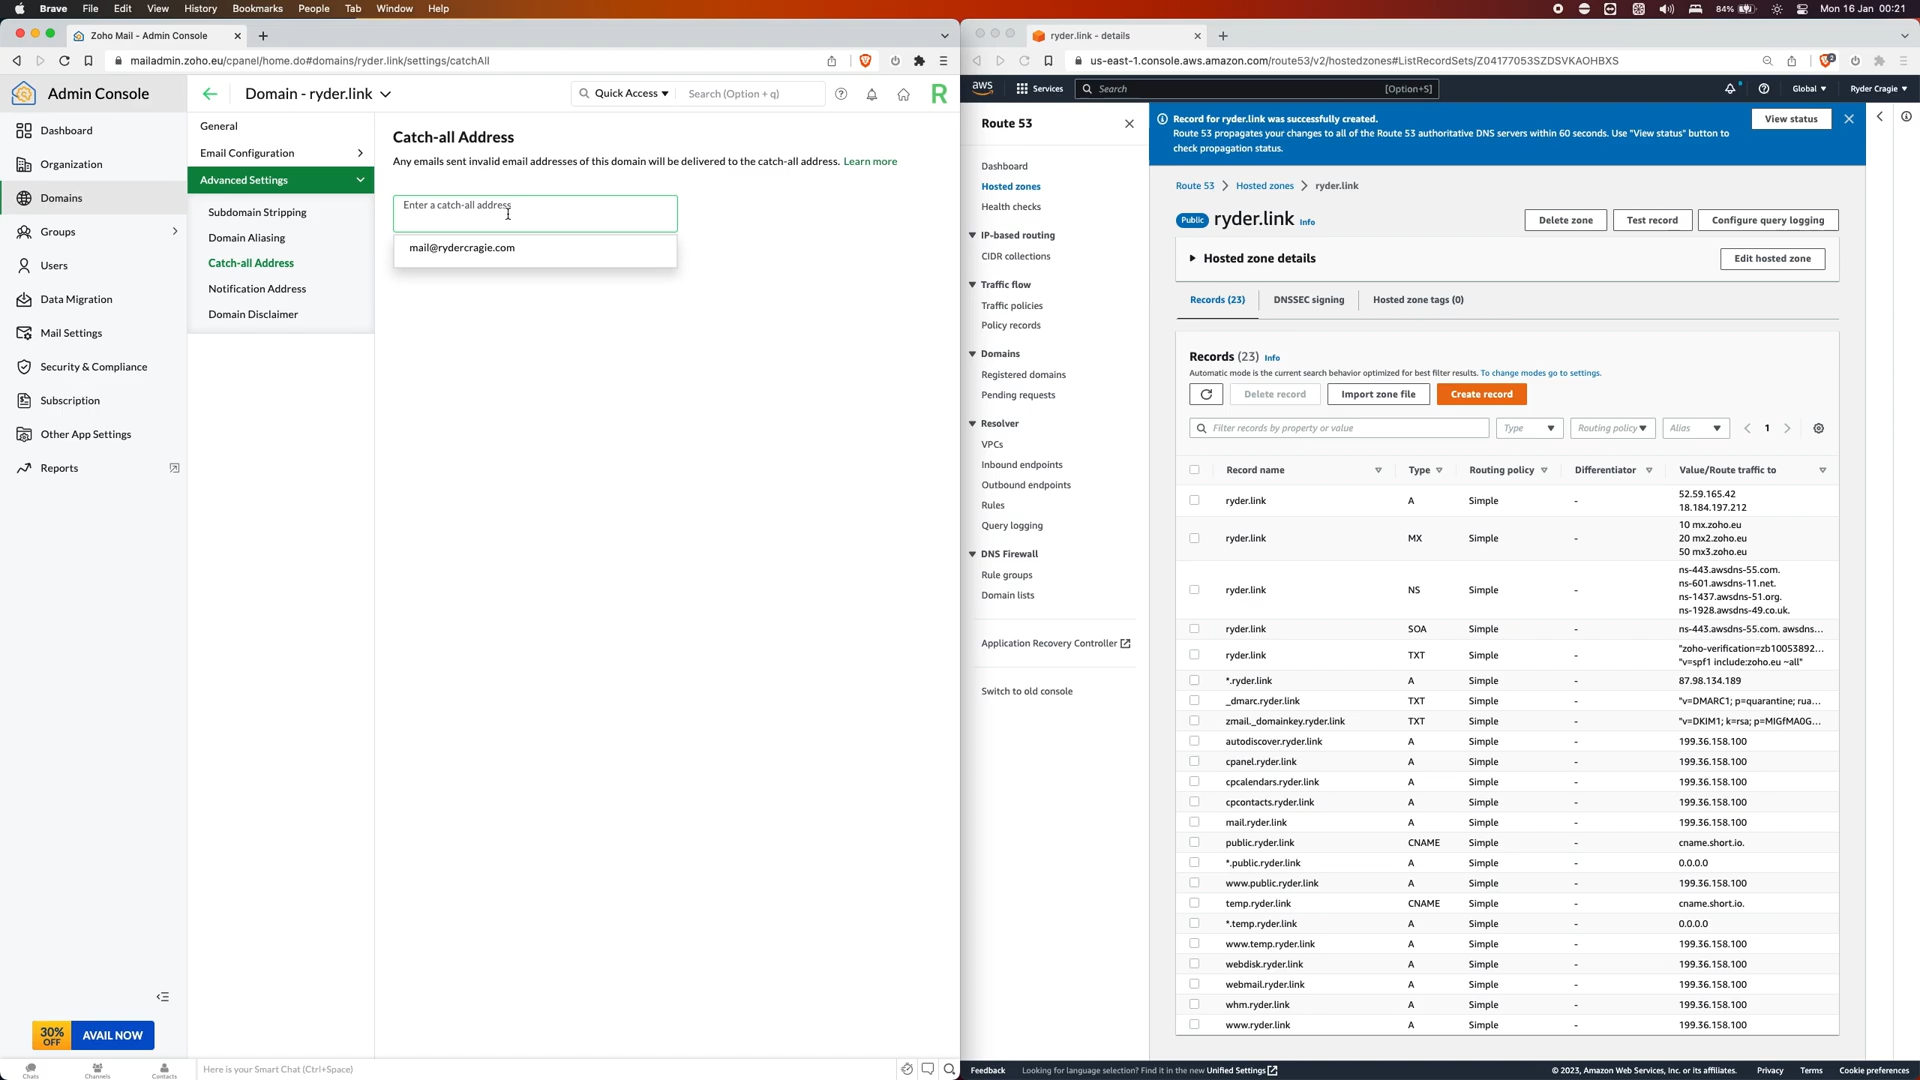 Brave File Edit View History Bookmarks People Tab Window Help
84% Mon 16 Jan 00:21
Zoho Mail - Admin Console
mailadmin.zoho.eu/cpanel/home.do#domains/ryder.link/settings/catchAll
Admin Console
Domain - ryder.link
Quick Access
Search (Option + q)
R
Dashboard
Organization
Domains
Groups
Users
Data Migration
Mail Settings
Security & Compliance
Subscription
Other App Settings
Reports
30% OFF
AVAIL NOW
Chats Channels Contacts
Here is your Smart Chat (Ctrl+Space)
General
Email Configuration
Advanced Settings
Subdomain Stripping
Domain Aliasing
Catch-all Address
Notification Address
Domain Disclaimer
Catch-all Address
Any emails sent invalid email addresses of this domain will be delivered to the catch-all address. Learn more
Enter a catch-all address
mail@rydercragie.com
ryder.link - details
us-east-1.console.aws.amazon.com/route53/v2/hostedzones#ListRecordSets/Z04177053SZDSVKAOHBXS
aws Services Search [Option+S] Global Ryder Cragie
Route 53
Dashboard
Hosted zones
Health checks
IP-based routing
CIDR collections
Traffic flow
Traffic policies
Policy records
Domains
Registered domains
Pending requests
Resolver
VPCs
Inbound endpoints
Outbound endpoints
Rules
Query logging
DNS Firewall
Rule groups
Domain lists
Application Recovery Controller
Switch to old console
Record for ryder.link was successfully created.
Route 53 propagates your changes to all of the Route 53 authoritative DNS servers within 60 seconds. Use "View status" button to
check propagation status.
View status
Route 53 Hosted zones ryder.link
Public ryder.link Info
Delete zone Test record Configure query logging
Hosted zone details
Edit hosted zone
Records (23) DNSSEC signing Hosted zone tags (0)
Records (23) Info
Automatic mode is the current search behavior optimized for best filter results. To change modes go to settings.
Delete record Import zone file Create record
Filter records by property or value Type Routing policy Alias 1
Record name Type Routing policy Differentiator Value/Route traffic to
ryder.link A Simple - 52.59.165.42
18.184.197.212
ryder.link MX Simple - 10 mx.zoho.eu
20 mx2.zoho.eu
50 mx3.zoho.eu
ryder.link NS Simple - ns-443.awsdns-55.com.
ns-601.awsdns-11.net.
ns-1437.awsdns-51.org.
ns-1928.awsdns-49.co.uk.
ryder.link SOA Simple - ns-443.awsdns-55.com. awsdns...
ryder.link TXT Simple - "zoho-verification=zb10053892...
"v=spf1 include:zoho.eu ~all"
*.ryder.link A Simple - 87.98.134.189
_dmarc.ryder.link TXT Simple - "v=DMARC1; p=quarantine; rua...
zmail._domainkey.ryder.link TXT Simple - "v=DKIM1; k=rsa; p=MIGfMA0G...
autodiscover.ryder.link A Simple - 199.36.158.100
cpanel.ryder.link A Simple - 199.36.158.100
cpcalendars.ryder.link A Simple - 199.36.158.100
cpcontacts.ryder.link A Simple - 199.36.158.100
mail.ryder.link A Simple - 199.36.158.100
public.ryder.link CNAME Simple - cname.short.io.
*.public.ryder.link A Simple - 0.0.0.0
www.public.ryder.link A Simple - 199.36.158.100
temp.ryder.link CNAME Simple - cname.short.io.
*.temp.ryder.link A Simple - 0.0.0.0
www.temp.ryder.link A Simple - 199.36.158.100
webdisk.ryder.link A Simple - 199.36.158.100
webmail.ryder.link A Simple - 199.36.158.100
whm.ryder.link A Simple - 199.36.158.100
www.ryder.link A Simple - 199.36.158.100
Feedback Looking for language selection? Find it in the new Unified Settings © 2023, Amazon Web Services, Inc. or its affiliates. Privacy Terms Cookie preferences